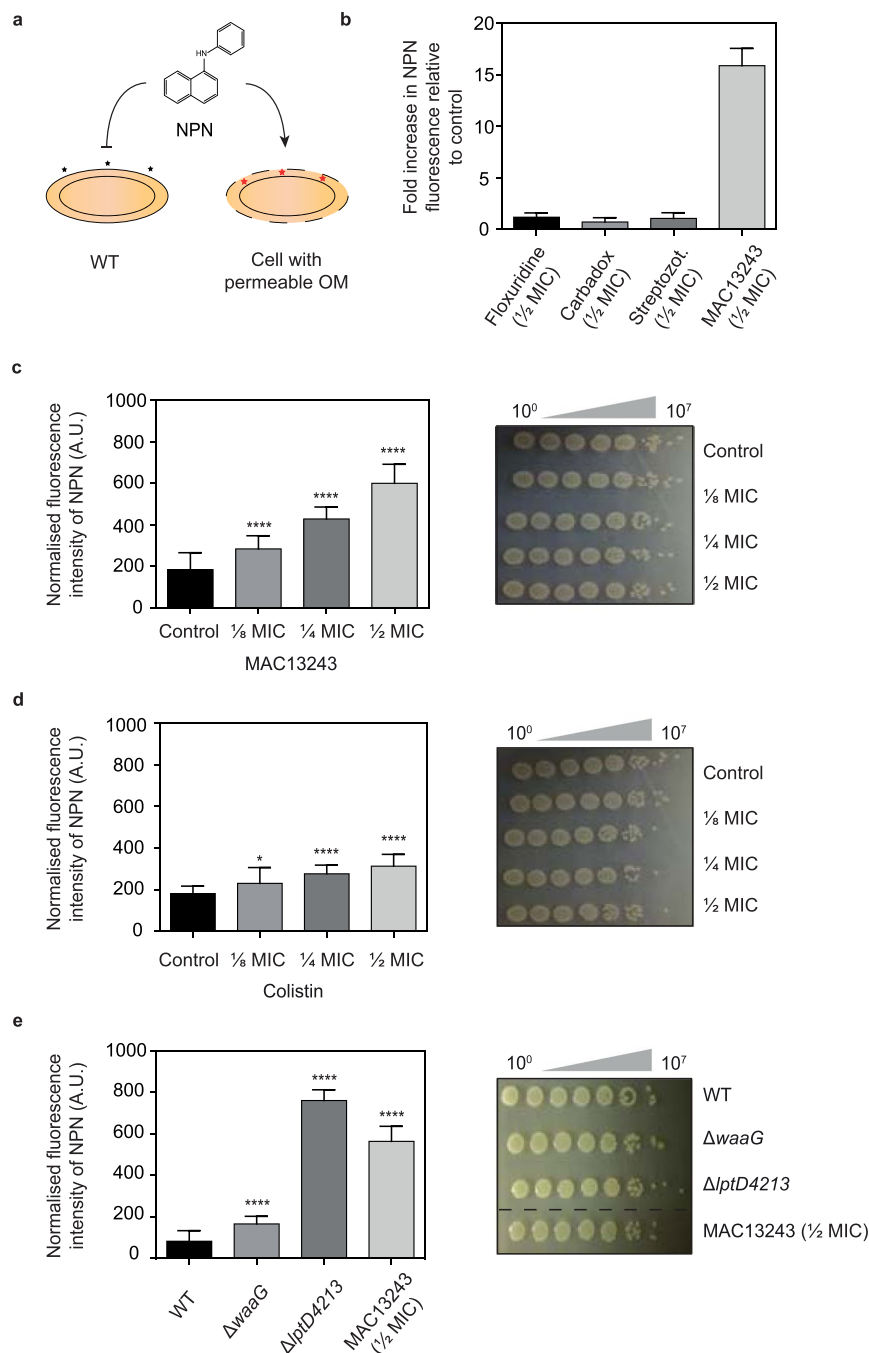 a
HN
NPN
WT
Cell with
permeable OM
b
Fold increase in NPN
fluorescence relative
to control
20
15
10
5
0
Floxuridine
(½ MIC)
Carbadox
(½ MIC)
Streptozot.
(½ MIC)
MAC13243
(½ MIC)
c
Normalised fluorescence
intensity of NPN (A.U.)
1000
800
600
400
200
0
****
****
****
Control
⅛ MIC
¼ MIC
½ MIC
MAC13243
10⁰
10⁷
Control
⅛ MIC
¼ MIC
½ MIC
d
Normalised fluorescence
intensity of NPN (A.U.)
1000
800
600
400
200
0
*
****
****
Control
⅛ MIC
¼ MIC
½ MIC
Colistin
10⁰
10⁷
Control
⅛ MIC
¼ MIC
½ MIC
e
Normalised fluorescence
intensity of NPN (A.U.)
1000
800
600
400
200
0
****
****
****
WT
ΔwaaG
ΔlptD4213
MAC13243
(½ MIC)
10⁰
10⁷
WT
ΔwaaG
ΔlptD4213
MAC13243 (½ MIC)